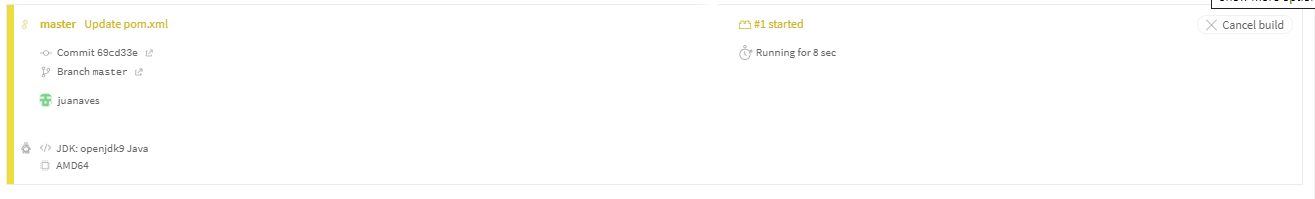 master Update pom.xml
Commit 69cd33e
Branch master
juanaves
JDK: openjdk9 Java
AMD64
#1 started
Running for 8 sec
Cancel build